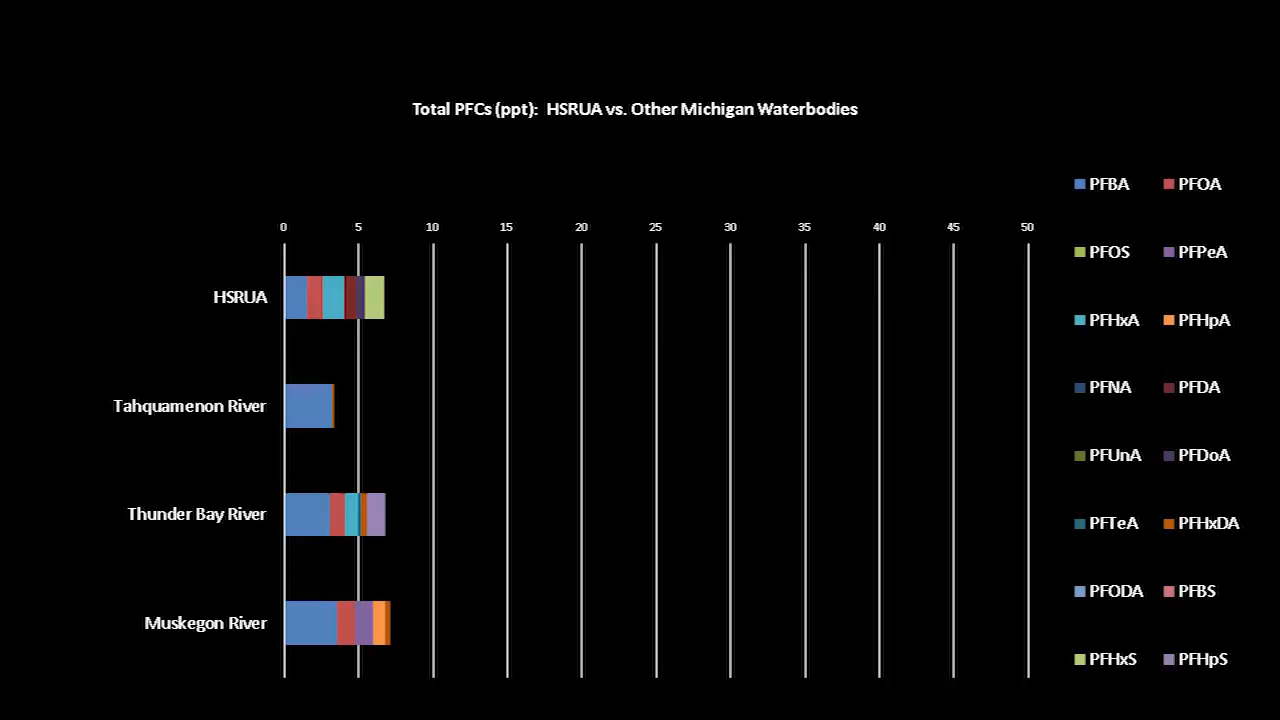 Total PFCs (ppt):  HSRUA vs. Other Michigan Waterbodies
0 5 10 15 20 25 30 35 40 45 50
HSRUA
Tahquamenon River
Thunder Bay River
Muskegon River
PFBA PFOA
PFOS PFPeA
PFHxA PFHpA
PFNA PFDA
PFUnA PFDoA
PFTeA PFHxDA
PFODA PFBS
PFHxS PFHpS